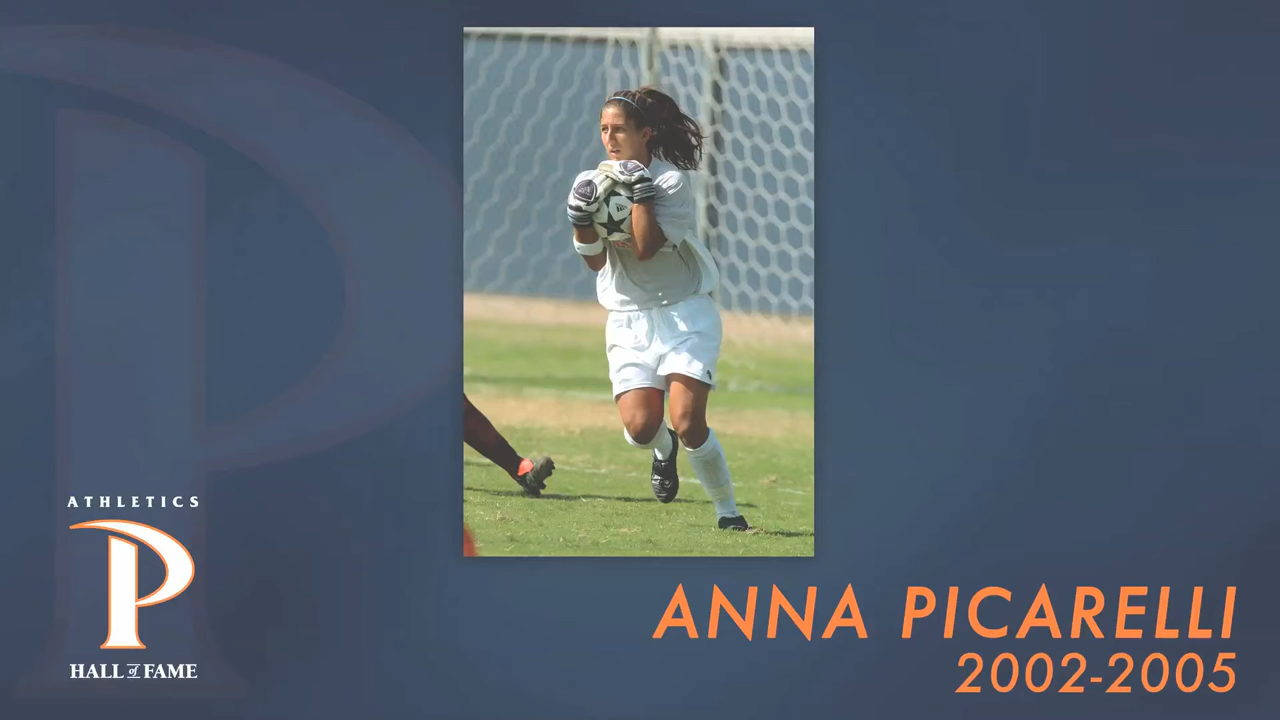 ATHLETICS
P
HALL of FAME
ANNA PICARELLI
2002-2005